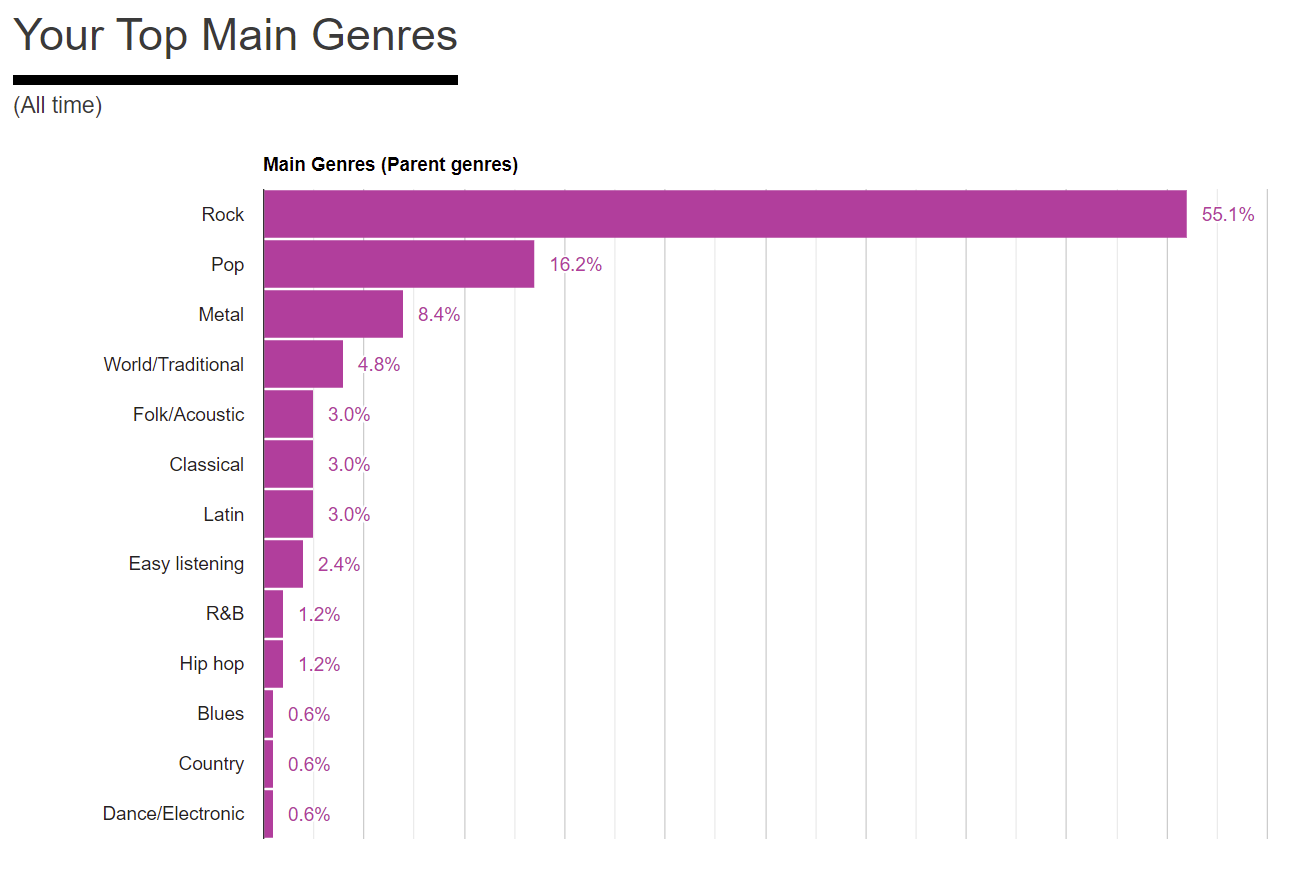 Your Top Main Genres
(All time)
Main Genres (Parent genres)
Rock 55.1%
Pop 16.2%
Metal 8.4%
World/Traditional 4.8%
Folk/Acoustic 3.0%
Classical 3.0%
Latin 3.0%
Easy listening 2.4%
R&B 1.2%
Hip hop 1.2%
Blues 0.6%
Country 0.6%
Dance/Electronic 0.6%